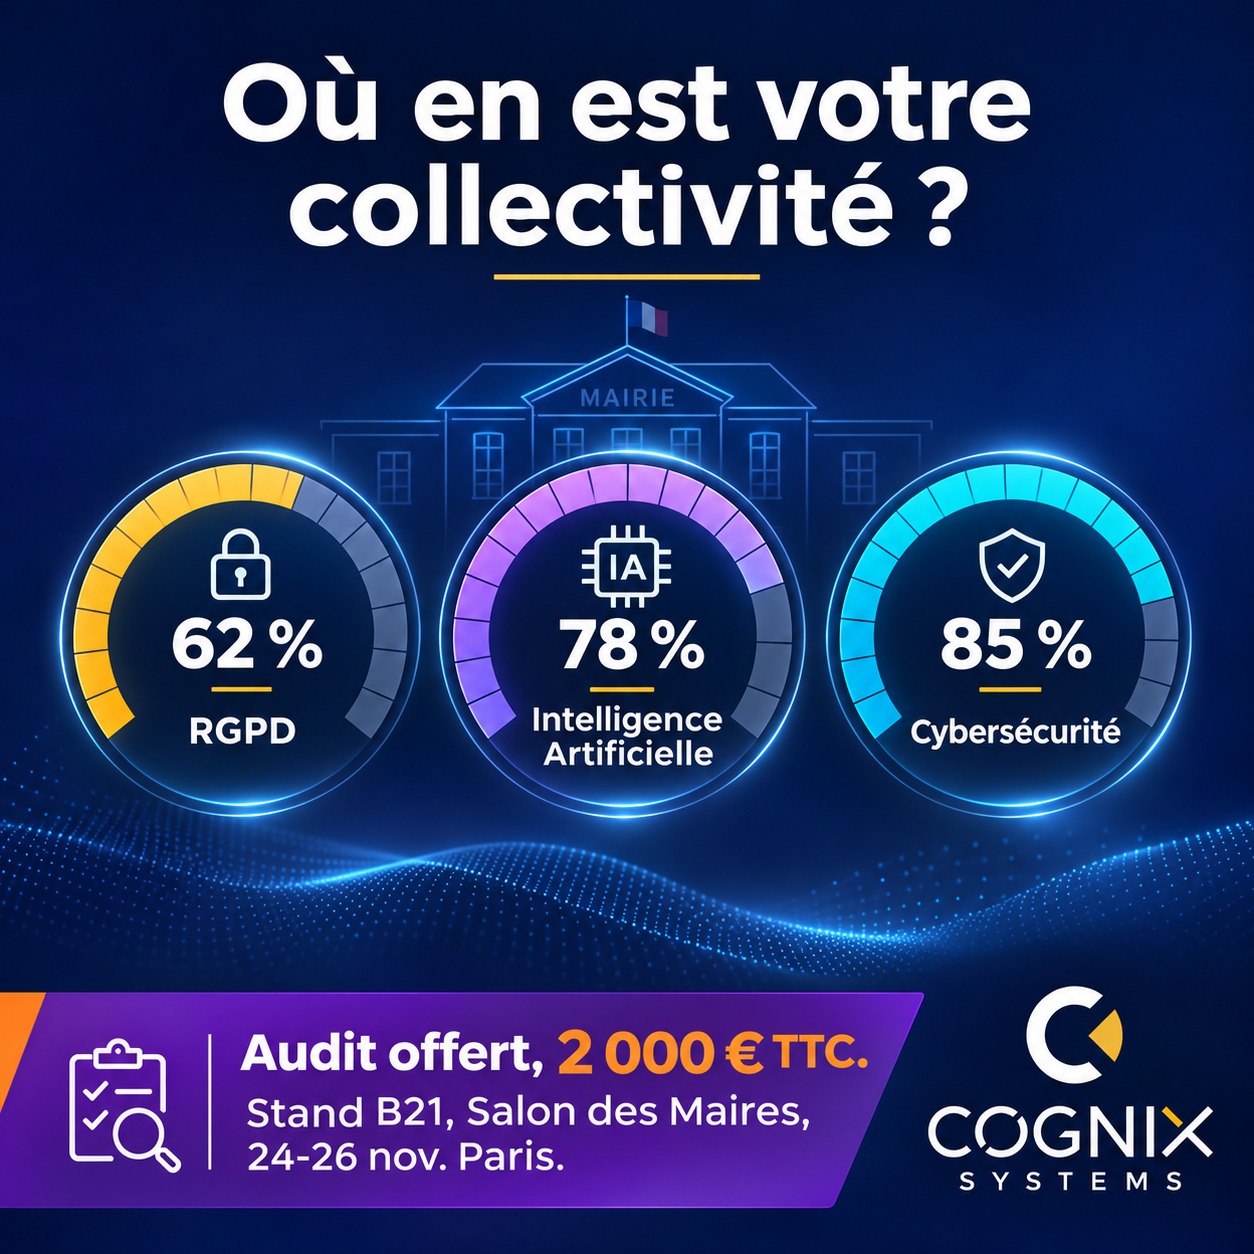 Où en est votre
collectivité ?
MAIRIE
62 %
RGPD
IA
78 %
Intelligence
Artificielle
85 %
Cybersécurité
Audit offert, 2 000 € TTC.
Stand B21, Salon des Maires,
24-26 nov. Paris.
COGNIX
SYSTEMS